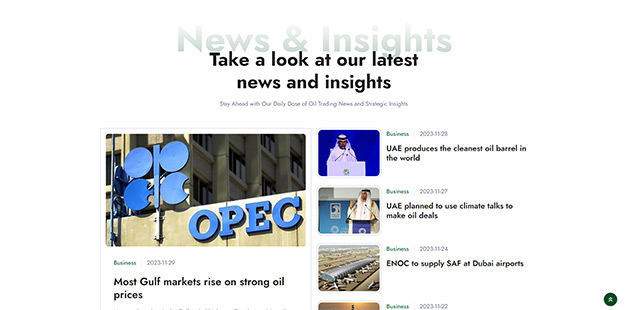 News & Insights
Take a look at our latest
news and insights
Stay Ahead with Our Daily Dose of Oil Trading News and Strategic Insights
OPEC
Business 2023-11-29
Most Gulf markets rise on strong oil
prices
Business 2023-11-28
UAE produces the cleanest oil barrel in
the world
Business 2023-11-27
UAE planned to use climate talks to
make oil deals
Business 2023-11-24
ENOC to supply SAF at Dubai airports
Business 2023-11-22